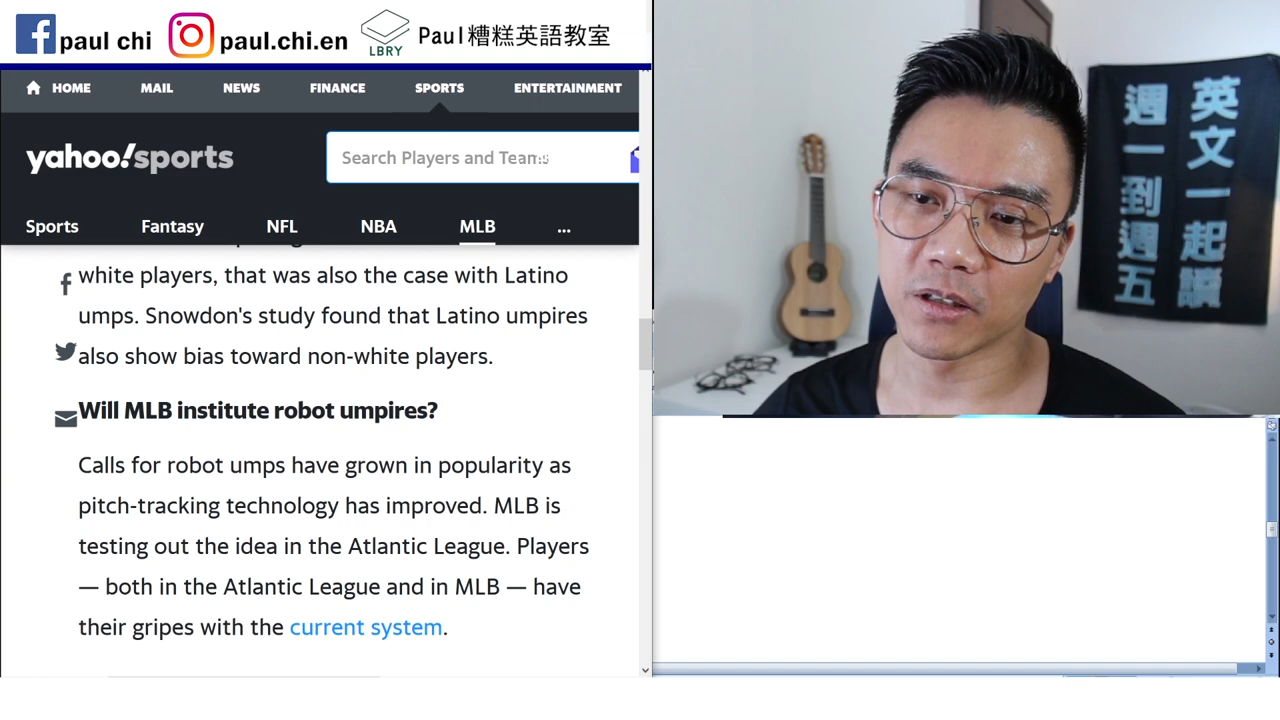 paul chi
paul.chi.en
LBRY
Paul糟糕英語教室
HOME MAIL NEWS FINANCE SPORTS ENTERTAINMENT
yahoo!sports
Search Players and Teams
Sports Fantasy NFL NBA MLB ...
white players, that was also the case with Latino
umps. Snowdon's study found that Latino umpires
also show bias toward non-white players.
Will MLB institute robot umpires?
Calls for robot umps have grown in popularity as
pitch-tracking technology has improved. MLB is
testing out the idea in the Atlantic League. Players
— both in the Atlantic League and in MLB — have
their gripes with the current system.
英文一起讀
週一到週五